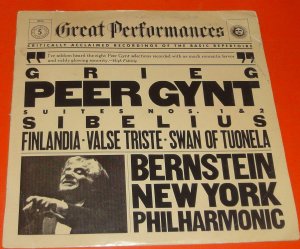 5
Great Performances
CRITICALLY ACCLAIMED RECORDINGS OF THE BASIC REPERTOIRE
GRIEG
PEER GYNT
SUITES NOS. 1 & 2
SIBELIUS
FINLANDIA · VALSE TRISTE · SWAN OF TUONELA
BERNSTEIN
NEW YORK
PHILHARMONIC